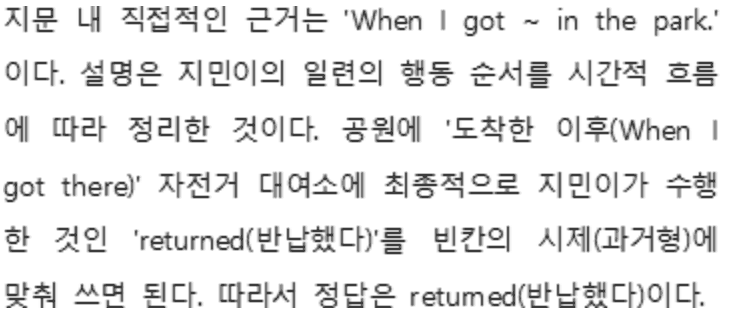 지문 내 직접적인 근거는 'When I got ~ in the park.'
이다. 설명은 지민이의 일련의 행동 순서를 시간적 흐름
에 따라 정리한 것이다. 공원에 '도착한 이후(When I
got there)' 자전거 대여소에 최종적으로 지민이가 수행
한 것인 'returned(반납했다)'를 빈칸의 시제(과거형)에
맞춰 쓰면 된다. 따라서 정답은 returned(반납했다)이다.